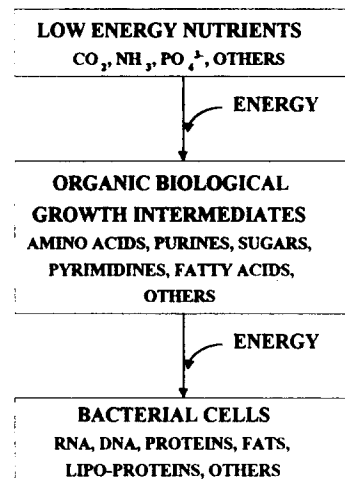 LOW ENERGY NUTRIENTS
CO₂, NH₃, PO₄³⁻, OTHERS
ENERGY
ORGANIC BIOLOGICAL
GROWTH INTERMEDIATES
AMINO ACIDS, PURINES, SUGARS,
PYRIMIDINES, FATTY ACIDS,
OTHERS
ENERGY
BACTERIAL CELLS
RNA, DNA, PROTEINS, FATS,
LIPO-PROTEINS, OTHERS